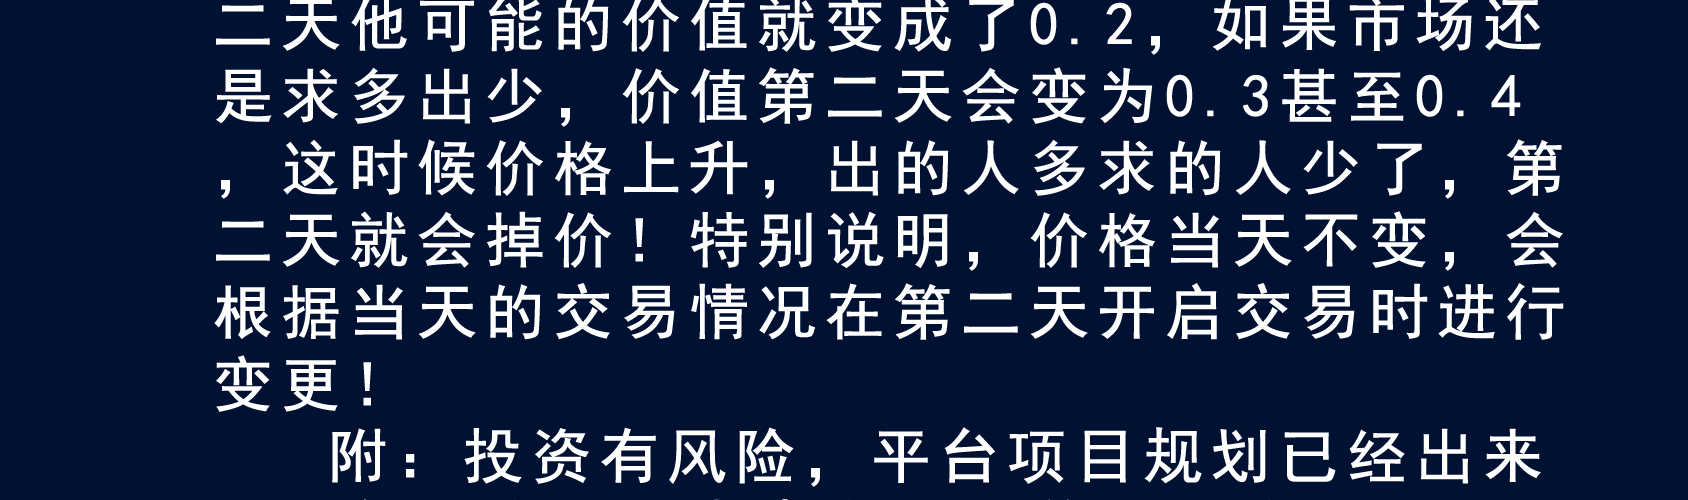 二天他可能的价值就变成了0.2，如果市场还
是求多出少，价值第二天会变为0.3甚至0.4
，这时候价格上升，出的人多求的人少了，第
二天就会掉价！特别说明，价格当天不变，会
根据当天的交易情况在第二天开启交易时进行
变更！
附：投资有风险，平台项目规划已经出来